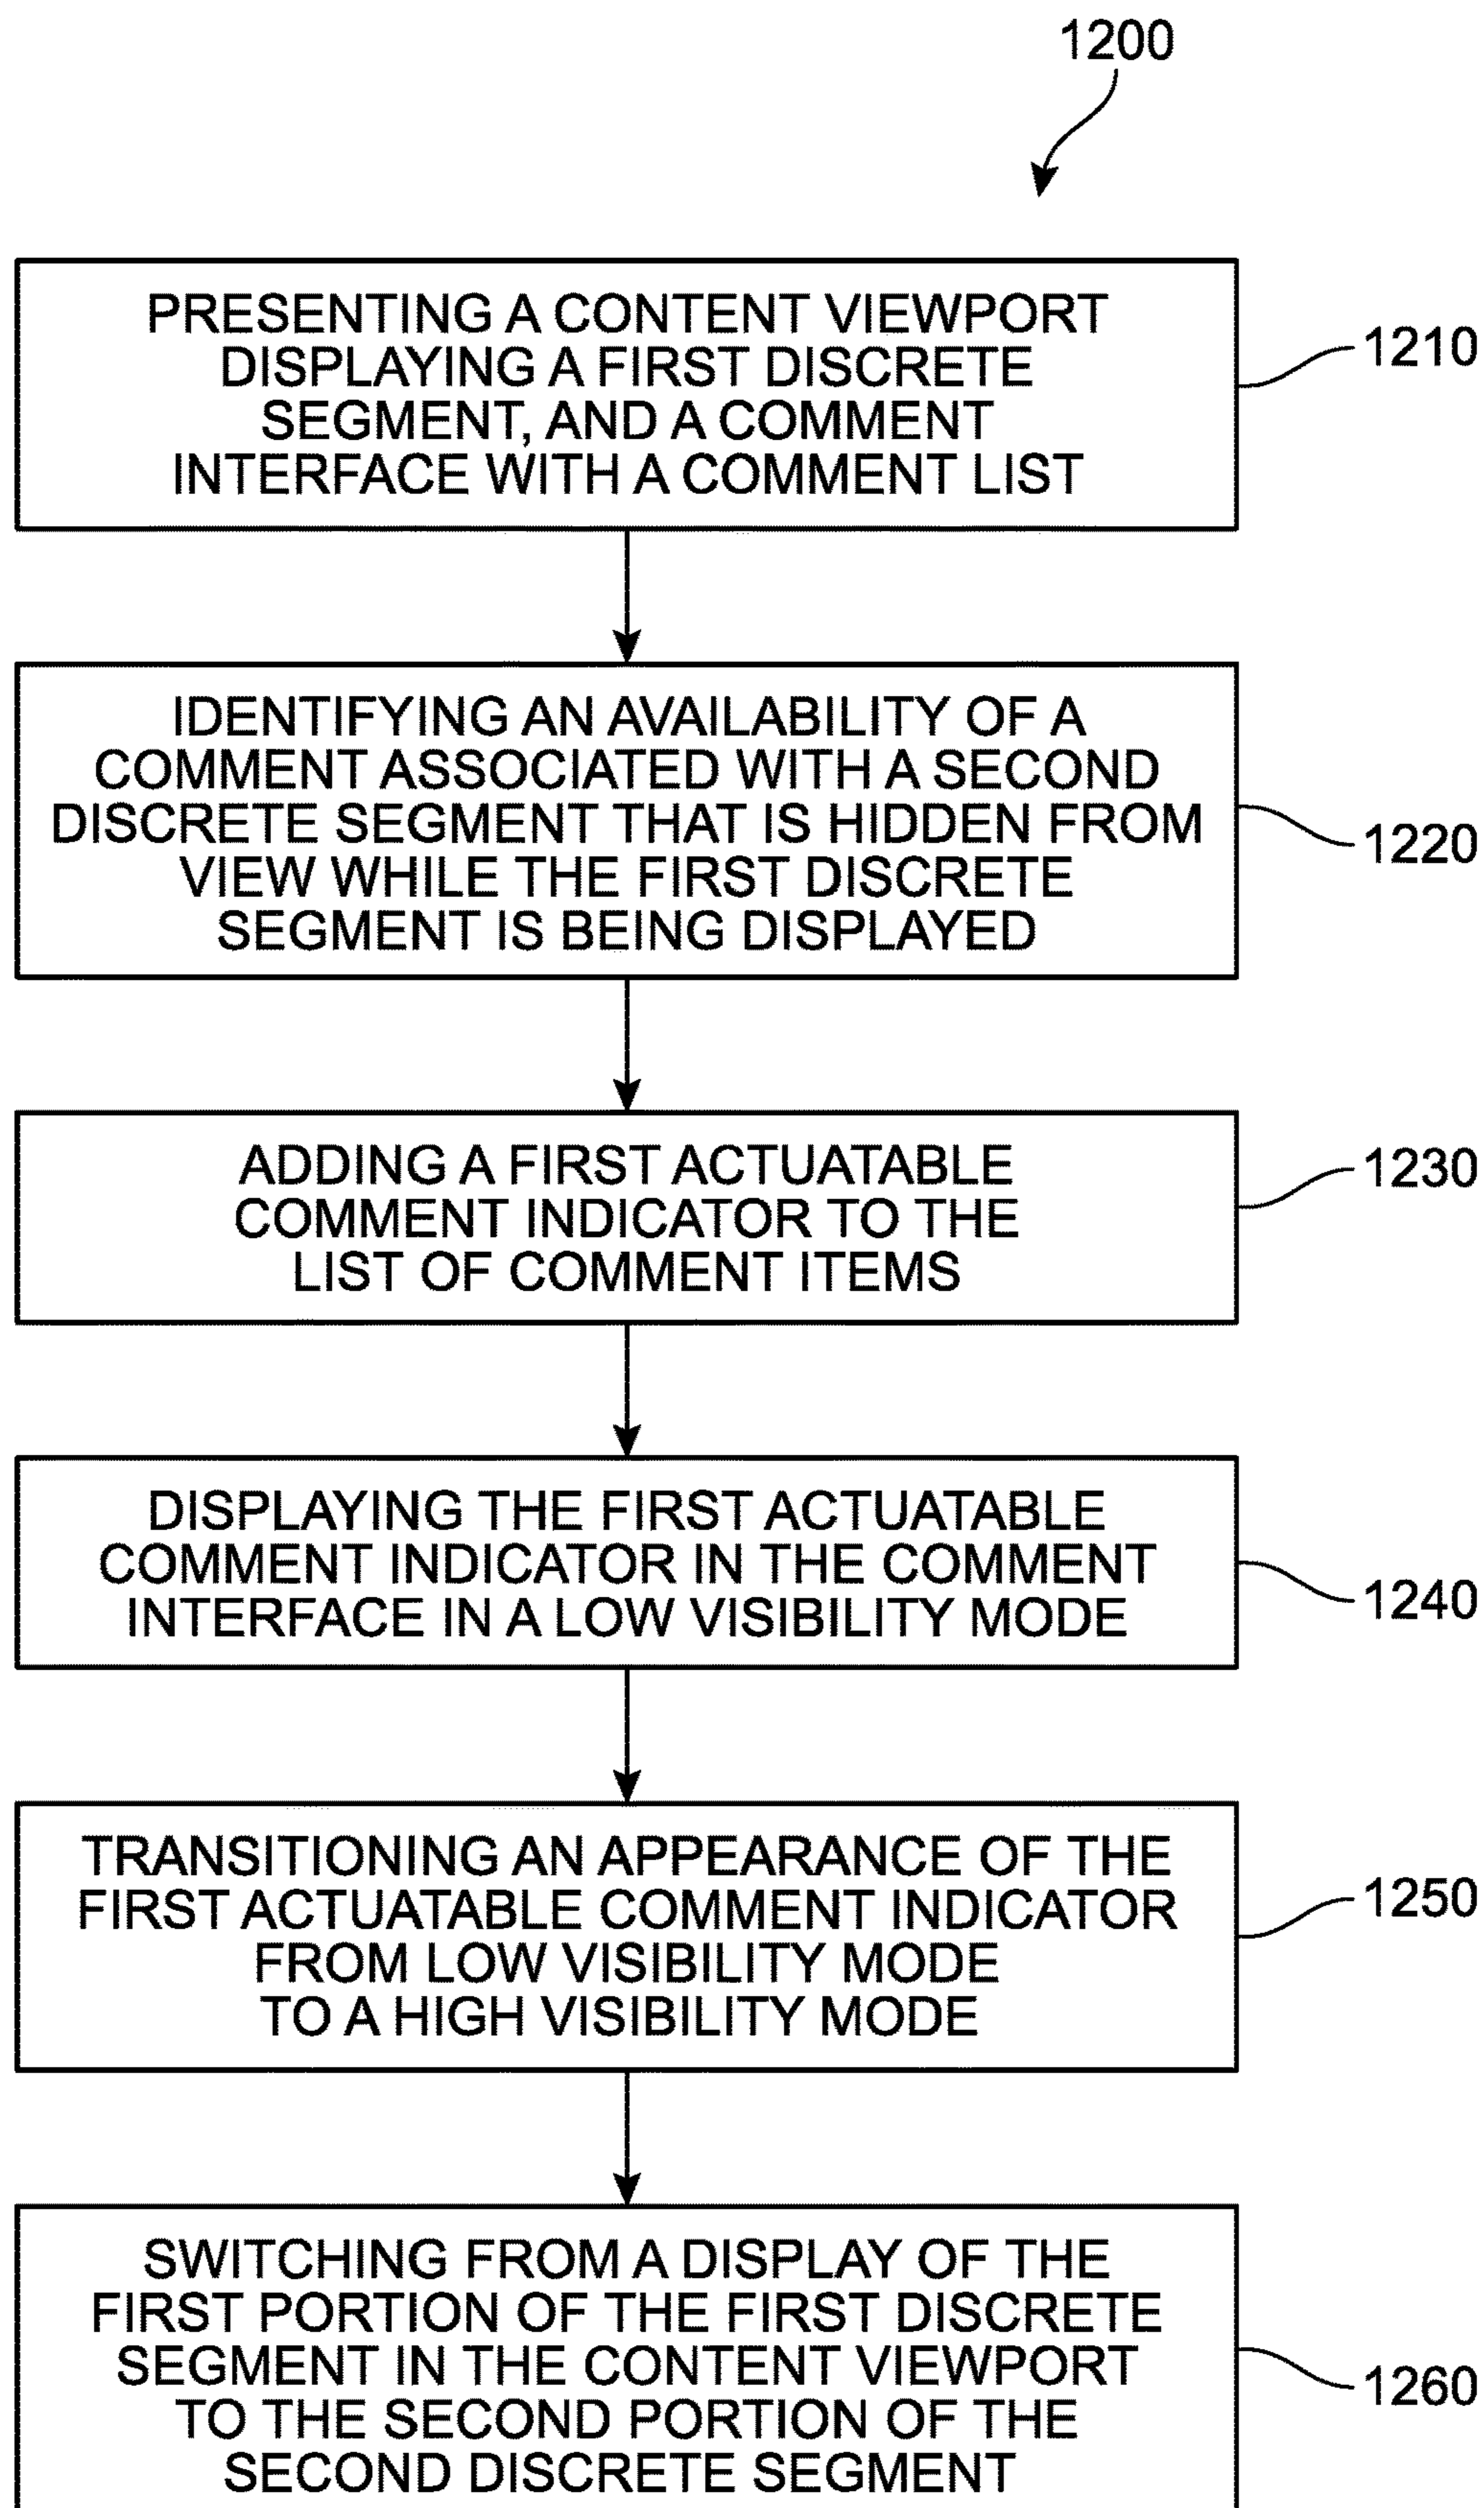 1200
PRESENTING A CONTENT VIEWPORT
DISPLAYING A FIRST DISCRETE
SEGMENT, AND A COMMENT
INTERFACE WITH A COMMENT LIST
1210
IDENTIFYING AN AVAILABILITY OF A
COMMENT ASSOCIATED WITH A SECOND
DISCRETE SEGMENT THAT IS HIDDEN FROM
VIEW WHILE THE FIRST DISCRETE
SEGMENT IS BEING DISPLAYED
1220
ADDING A FIRST ACTUATABLE
COMMENT INDICATOR TO THE
LIST OF COMMENT ITEMS
1230
DISPLAYING THE FIRST ACTUATABLE
COMMENT INDICATOR IN THE COMMENT
INTERFACE IN A LOW VISIBILITY MODE
1240
TRANSITIONING AN APPEARANCE OF THE
FIRST ACTUATABLE COMMENT INDICATOR
FROM LOW VISIBILITY MODE
TO A HIGH VISIBILITY MODE
1250
SWITCHING FROM A DISPLAY OF THE
FIRST PORTION OF THE FIRST DISCRETE
SEGMENT IN THE CONTENT VIEWPORT
TO THE SECOND PORTION OF THE
SECOND DISCRETE SEGMENT
1260